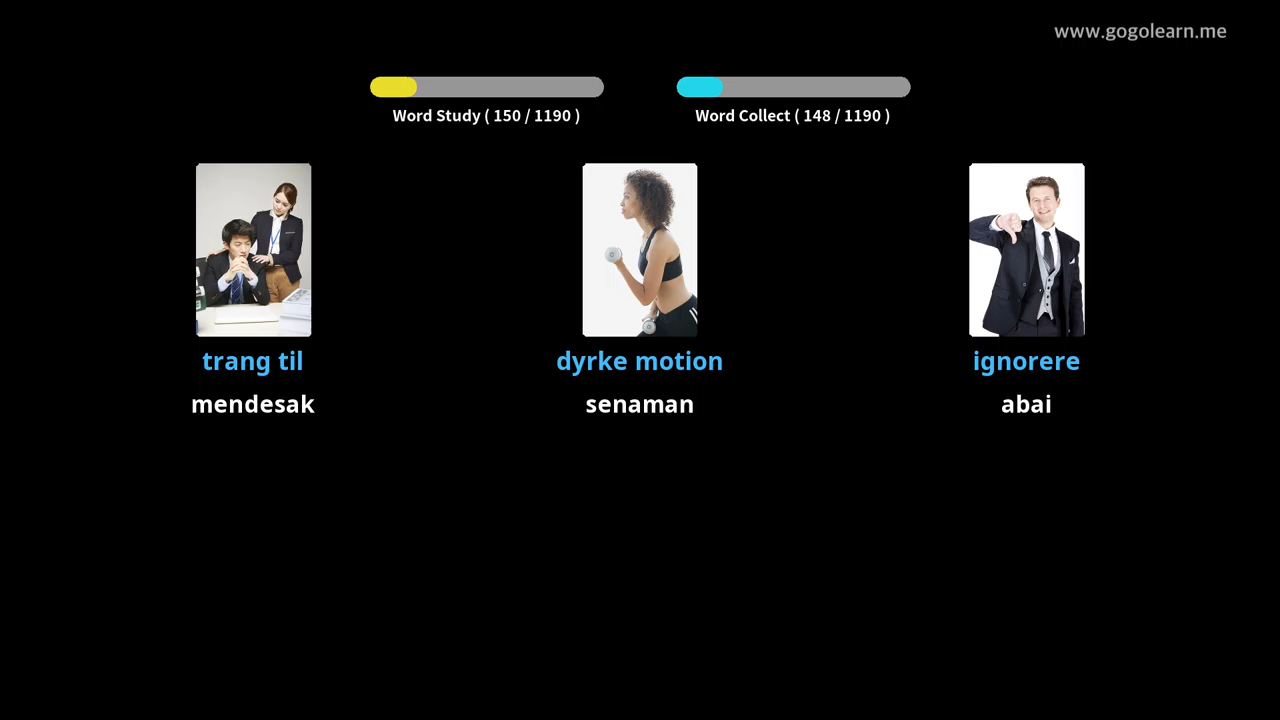 www.gogolearn.me
Word Study ( 150 / 1190 )
Word Collect ( 148 / 1190 )
trang til
mendesak
dyrke motion
senaman
ignorere
abai